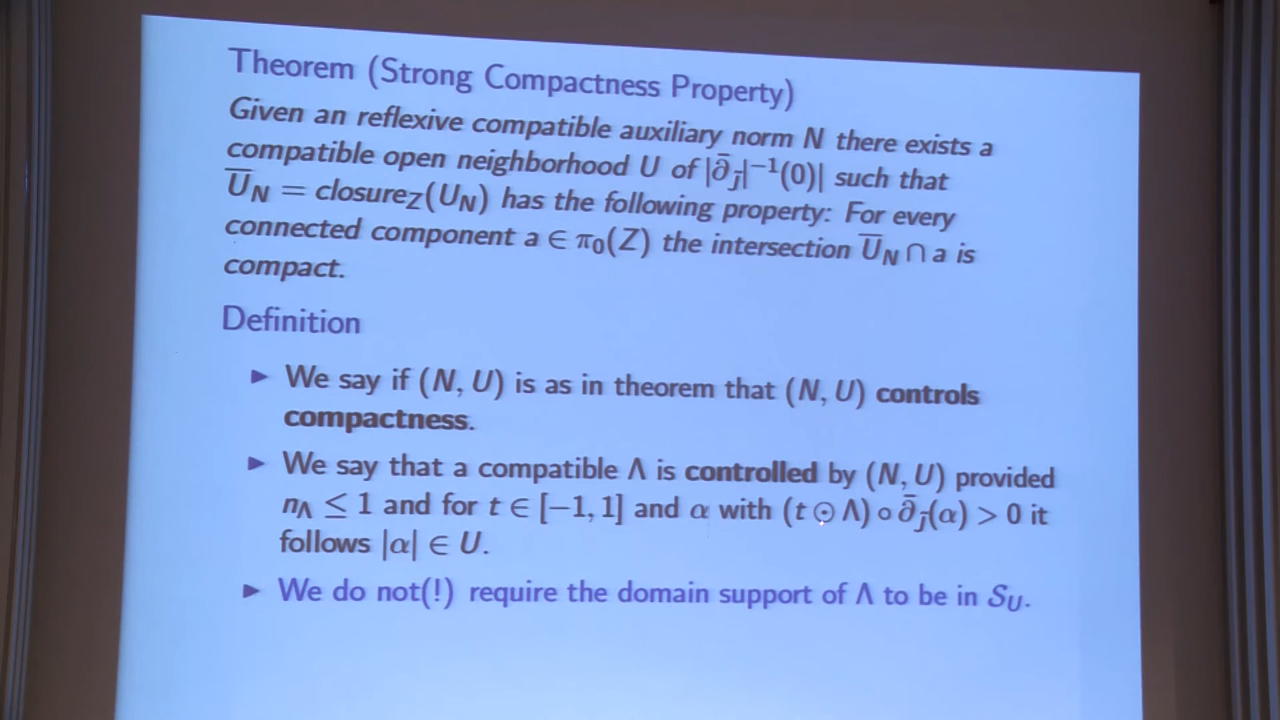 Theorem (Strong Compactness Property)
Given an reflexive compatible auxiliary norm N there exists a
compatible open neighborhood U of |∂̄_J̃|⁻¹(0)| such that
U̅_N = closure_Z(U_N) has the following property: For every
connected component a ∈ π₀(Z) the intersection U̅_N ∩ a is
compact.
Definition
▶ We say if (N, U) is as in theorem that (N, U) controls
compactness.
▶ We say that a compatible Λ is controlled by (N, U) provided
n_Λ ≤ 1 and for t ∈ [−1, 1] and α with (t ⊙ Λ) ∘ ∂̄_J̃(α) > 0 it
follows |α| ∈ U.
▶ We do not(!) require the domain support of Λ to be in S_U.